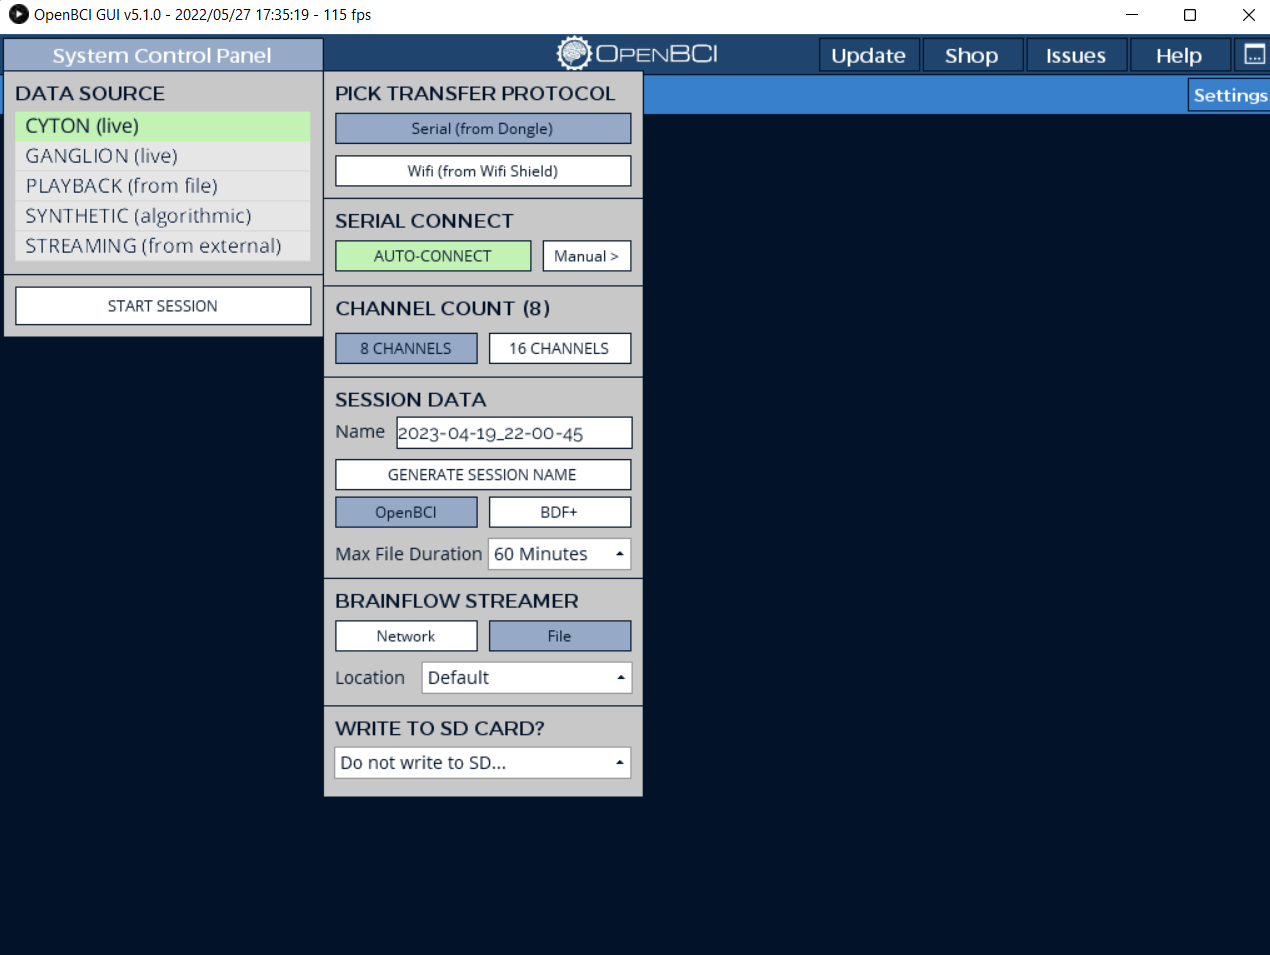 OpenBCI GUI v5.1.0 - 2022/05/27 17:35:19 - 115 fps
System Control Panel
OPENBCI
Update
Shop
Issues
Help
Settings
DATA SOURCE
CYTON (live)
GANGLION (live)
PLAYBACK (from file)
SYNTHETIC (algorithmic)
STREAMING (from external)
START SESSION
PICK TRANSFER PROTOCOL
Serial (from Dongle)
Wifi (from Wifi Shield)
SERIAL CONNECT
AUTO-CONNECT
Manual >
CHANNEL COUNT (8)
8 CHANNELS
16 CHANNELS
SESSION DATA
Name
2023-04-19_22-00-45
GENERATE SESSION NAME
OpenBCI
BDF+
Max File Duration
60 Minutes
BRAINFLOW STREAMER
Network
File
Location
Default
WRITE TO SD CARD?
Do not write to SD...